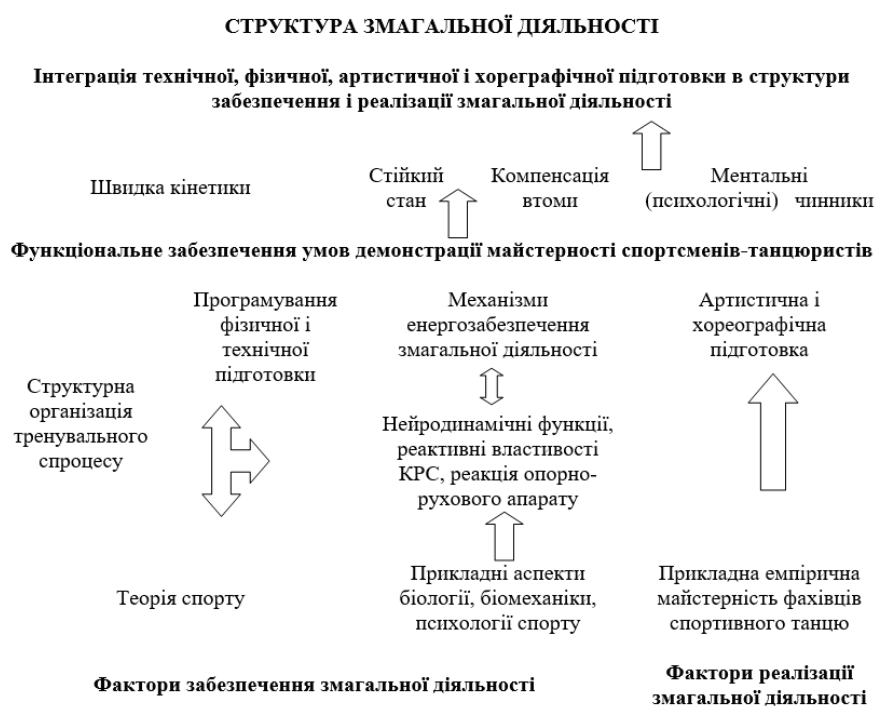 СТРУКТУРА ЗМАГАЛЬНОЇ ДІЯЛЬНОСТІ
Інтеграція технічної, фізичної, артистичної і хореграфічної підготовки в структури
забезпечення і реалізації змагальної діяльності
Швидка кінетики
Стійкий
стан
Компенсація
втоми
Ментальні
(психологічні) чинники
Функціональне забезпечення умов демонстрації майстерності спортсменів-танцюристів
Програмування
фізичної і
технічної
підготовки
Механізми
енергозабезпечення
змагальної діяльності
Артистична і
хореографічна
підготовка
Структурна
організація
тренувального
спроцесу
Нейродинамічні функції,
реактивні властивості
КРС, реакція опорно-
рухового апарату
Теорія спорту
Прикладні аспекти
біології, біомеханіки,
психології спорту
Прикладна емпірична
майстерність фахівців
спортивного танцю
Фактори забезпечення змагальної діяльності
Фактори реалізації
змагальної діяльності